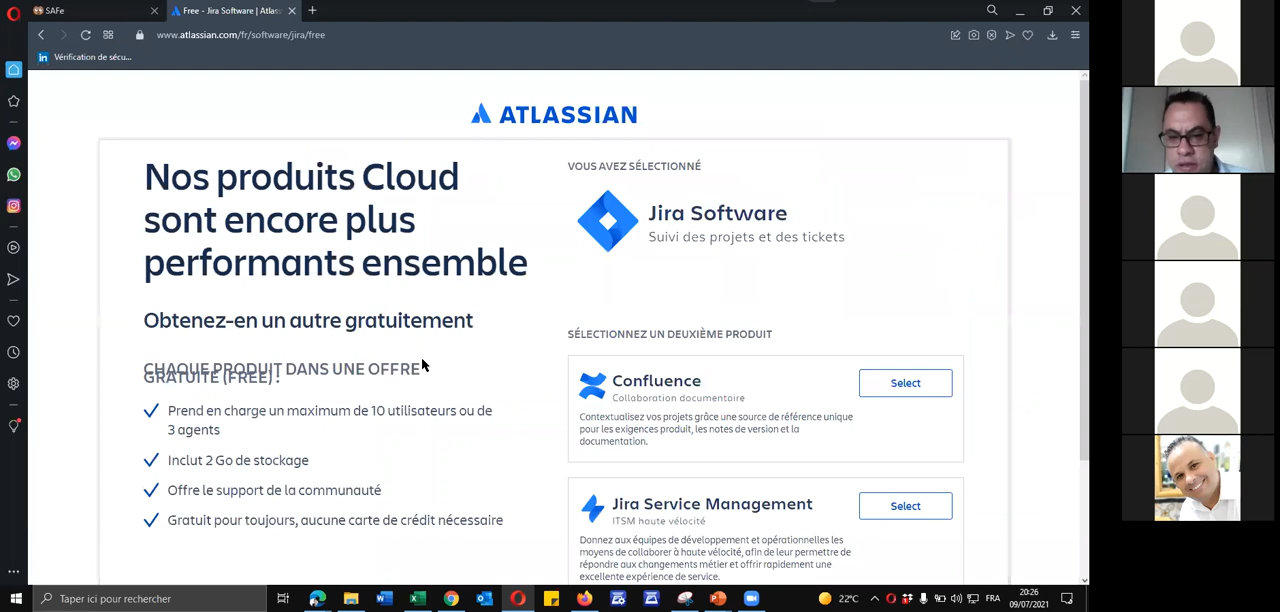 SAFe
Free - Jira Software | Atlas
www.atlassian.com/fr/software/jira/free
in Vérification de sécu...
ATLASSIAN
Nos produits Cloud
sont encore plus
performants ensemble
Obtenez-en un autre gratuitement
CHAQUE PRODUIT DANS UNE OFFRE
GRATUITE (FREE) :
Prend en charge un maximum de 10 utilisateurs ou de
3 agents
Inclut 2 Go de stockage
Offre le support de la communauté
Gratuit pour toujours, aucune carte de crédit nécessaire
VOUS AVEZ SÉLECTIONNÉ
Jira Software
Suivi des projets et des tickets
SÉLECTIONNEZ UN DEUXIÈME PRODUIT
Confluence
Collaboration documentaire
Select
Contextualisez vos projets grâce une source de référence unique
pour les exigences produit, les notes de version et la
documentation.
Jira Service Management
ITSM haute vélocité
Select
Donnez aux équipes de développement et opérationnelles les
moyens de collaborer à haute vélocité, afin de leur permettre de
répondre aux changements métier et offrir rapidement une
excellente expérience de service.
Taper ici pour rechercher
22°C
FRA
20:26
09/07/2021